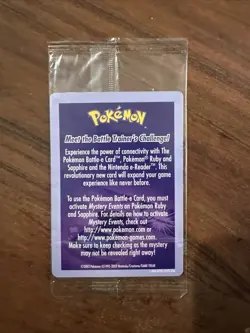 POKéMON
Meet the Battle Trainer's Challenge!
Experience the power of connectivity with The
Pokémon Battle-e Card™, Pokémon® Ruby and
Sapphire and the Nintendo e-Reader™. This
revolutionary new card will expand your game
experience like never before.
To use the Pokémon Battle-e Card, you must
activate Mystery Events on Pokémon Ruby
and Sapphire. For details on how to activate
Mystery Events, check out
http://www.pokemon.com or
http://www.pokemon-games.com.
Make sure to keep checking as the mystery
may not be revealed right away!